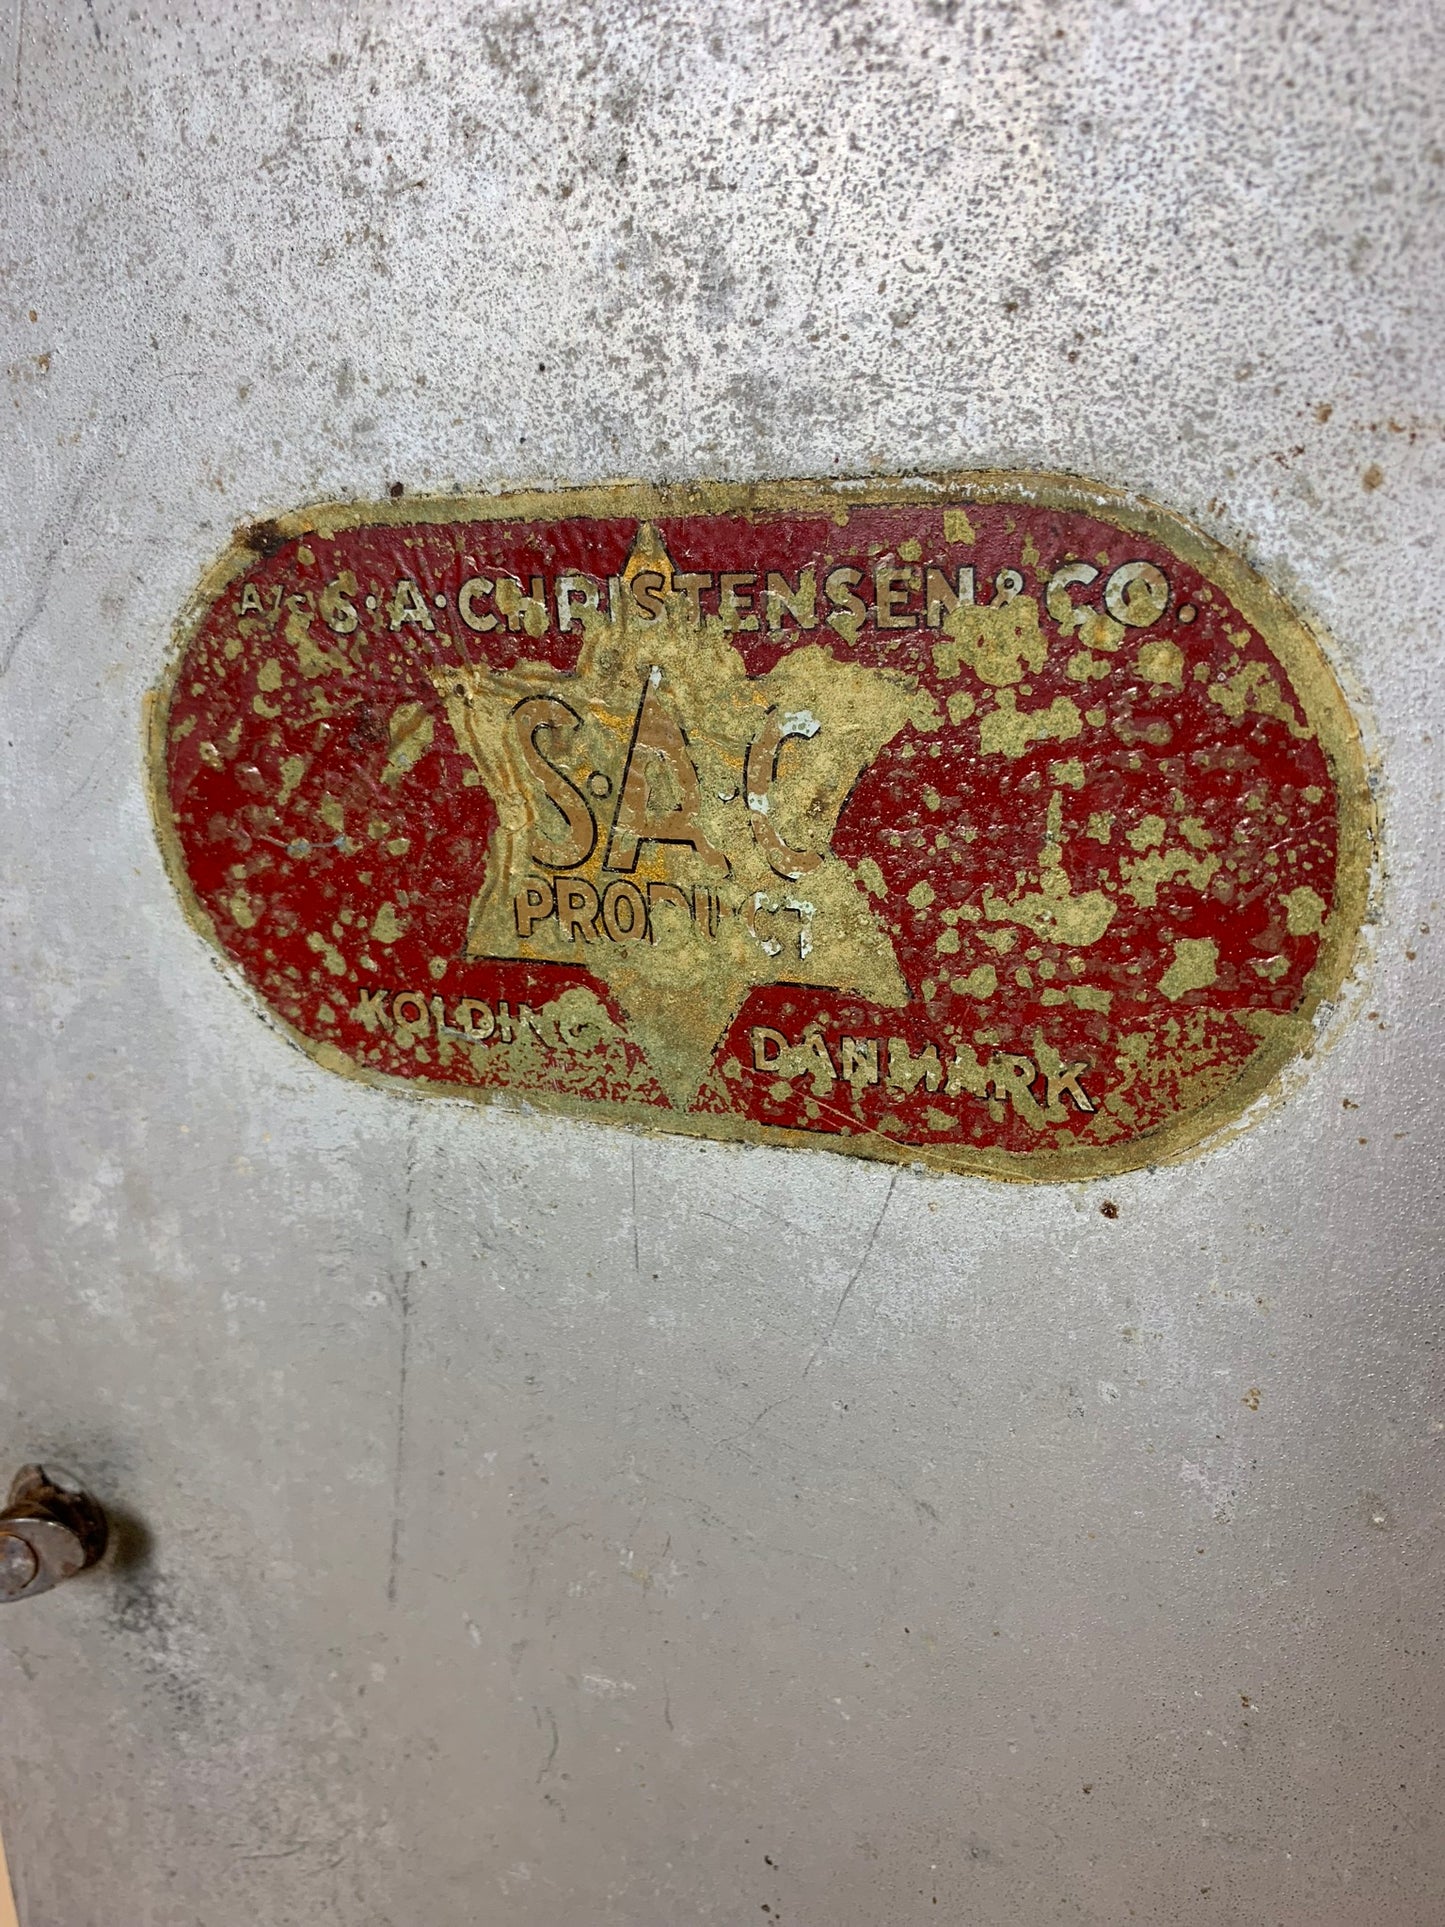 A/S S·A·CHRISTENSEN & CO.
S·A·C
PRODUCT
KOLDING DANMARK